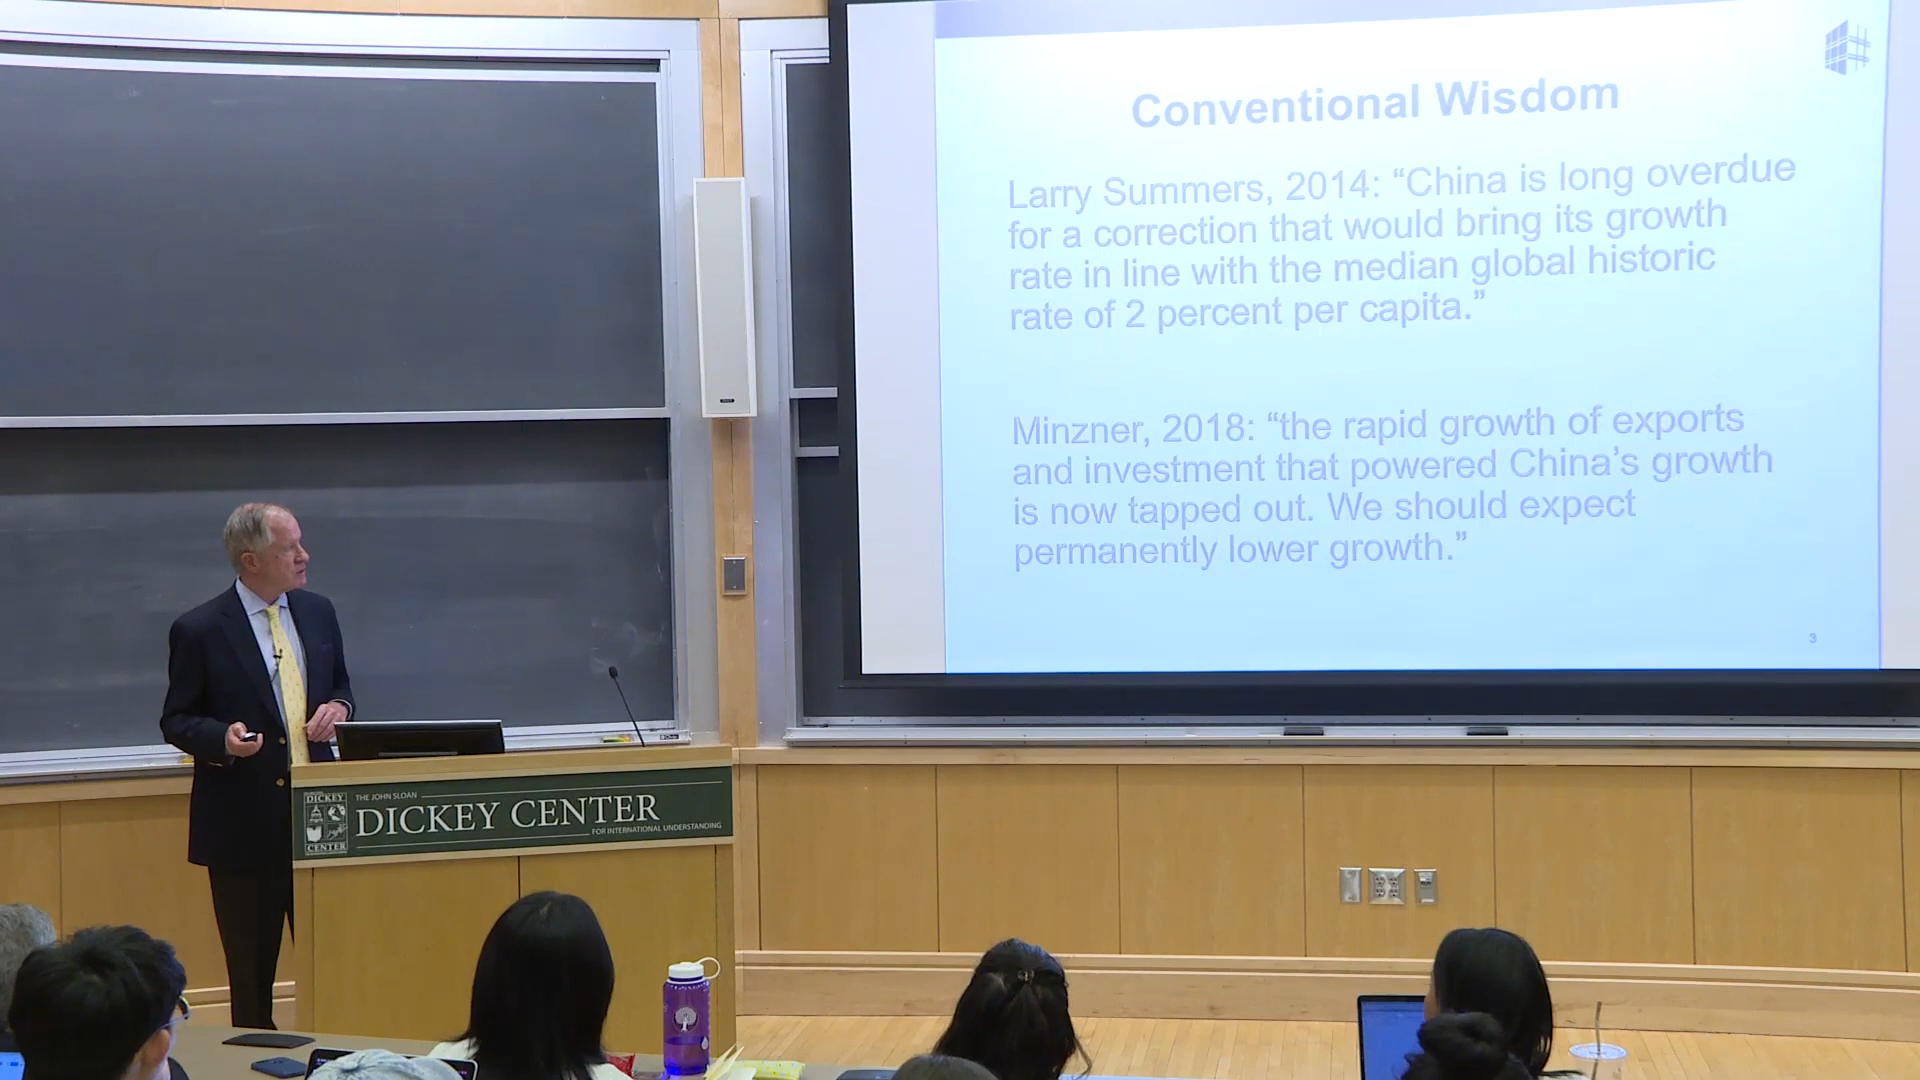 Conventional Wisdom
Larry Summers, 2014: “China is long overdue
for a correction that would bring its growth
rate in line with the median global historic
rate of 2 percent per capita.”
Minzner, 2018: “the rapid growth of exports
and investment that powered China’s growth
is now tapped out. We should expect
permanently lower growth.”
3
DICKEY
CENTER
THE JOHN SLOAN
DICKEY CENTER
FOR INTERNATIONAL UNDERSTANDING